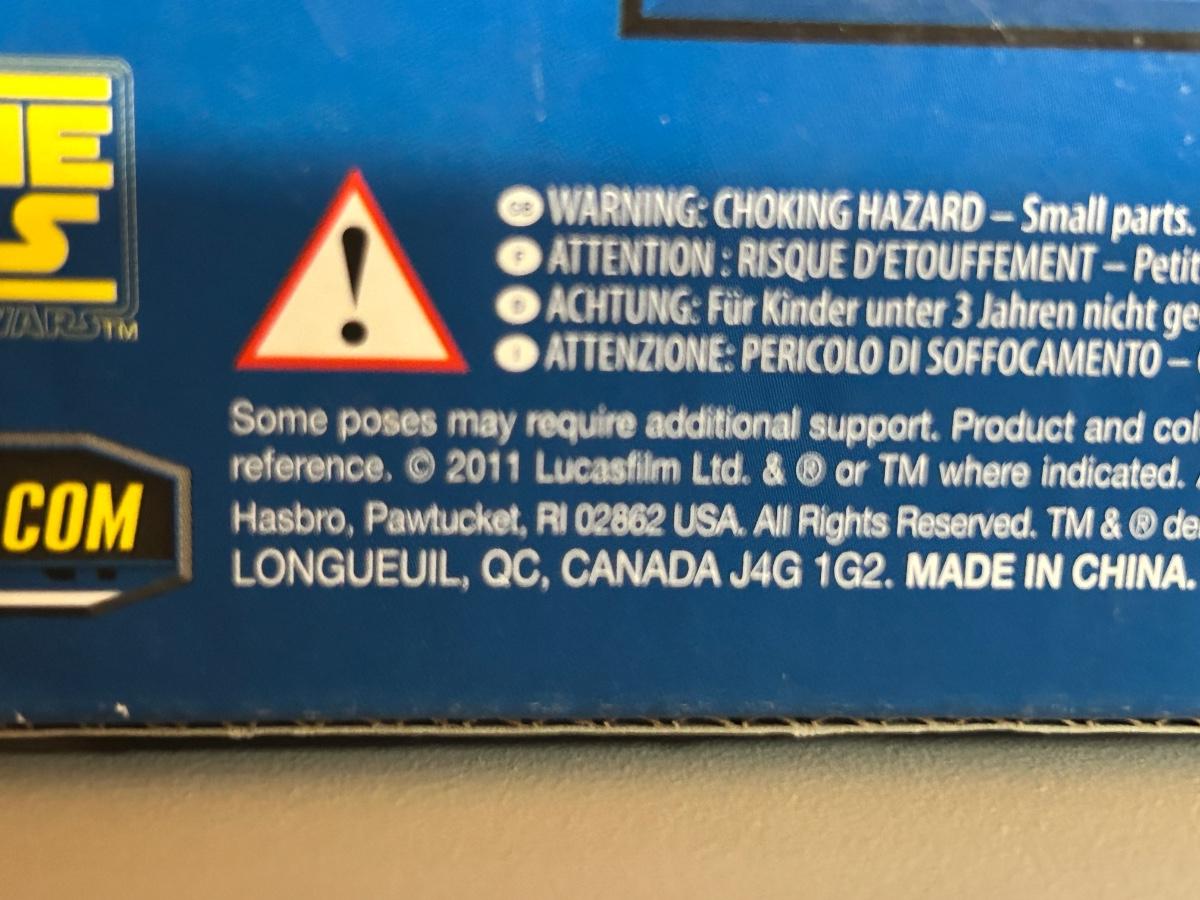 WARNING: CHOKING HAZARD – Small parts.
ATTENTION : RISQUE D'ETOUFFEMENT – Petit
ACHTUNG: Für Kinder unter 3 Jahren nicht ge
ATTENZIONE: PERICOLO DI SOFFOCAMENTO –
Some poses may require additional support. Product and col
reference. © 2011 Lucasfilm Ltd. & ® or TM where indicated.
Hasbro, Pawtucket, RI 02862 USA. All Rights Reserved. TM & ® de
LONGUEUIL, QC, CANADA J4G 1G2. MADE IN CHINA.
WARS™
.COM